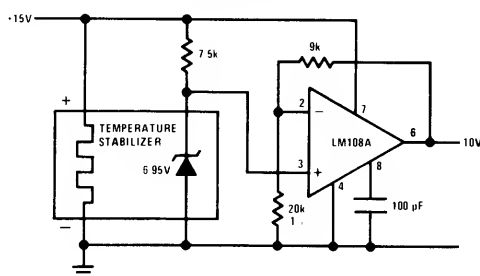 +15V
7 5k
9k
2
7
TEMPERATURE
STABILIZER
6 95V
LM108A
6
10V
3
4
8
20k
1
100 pF